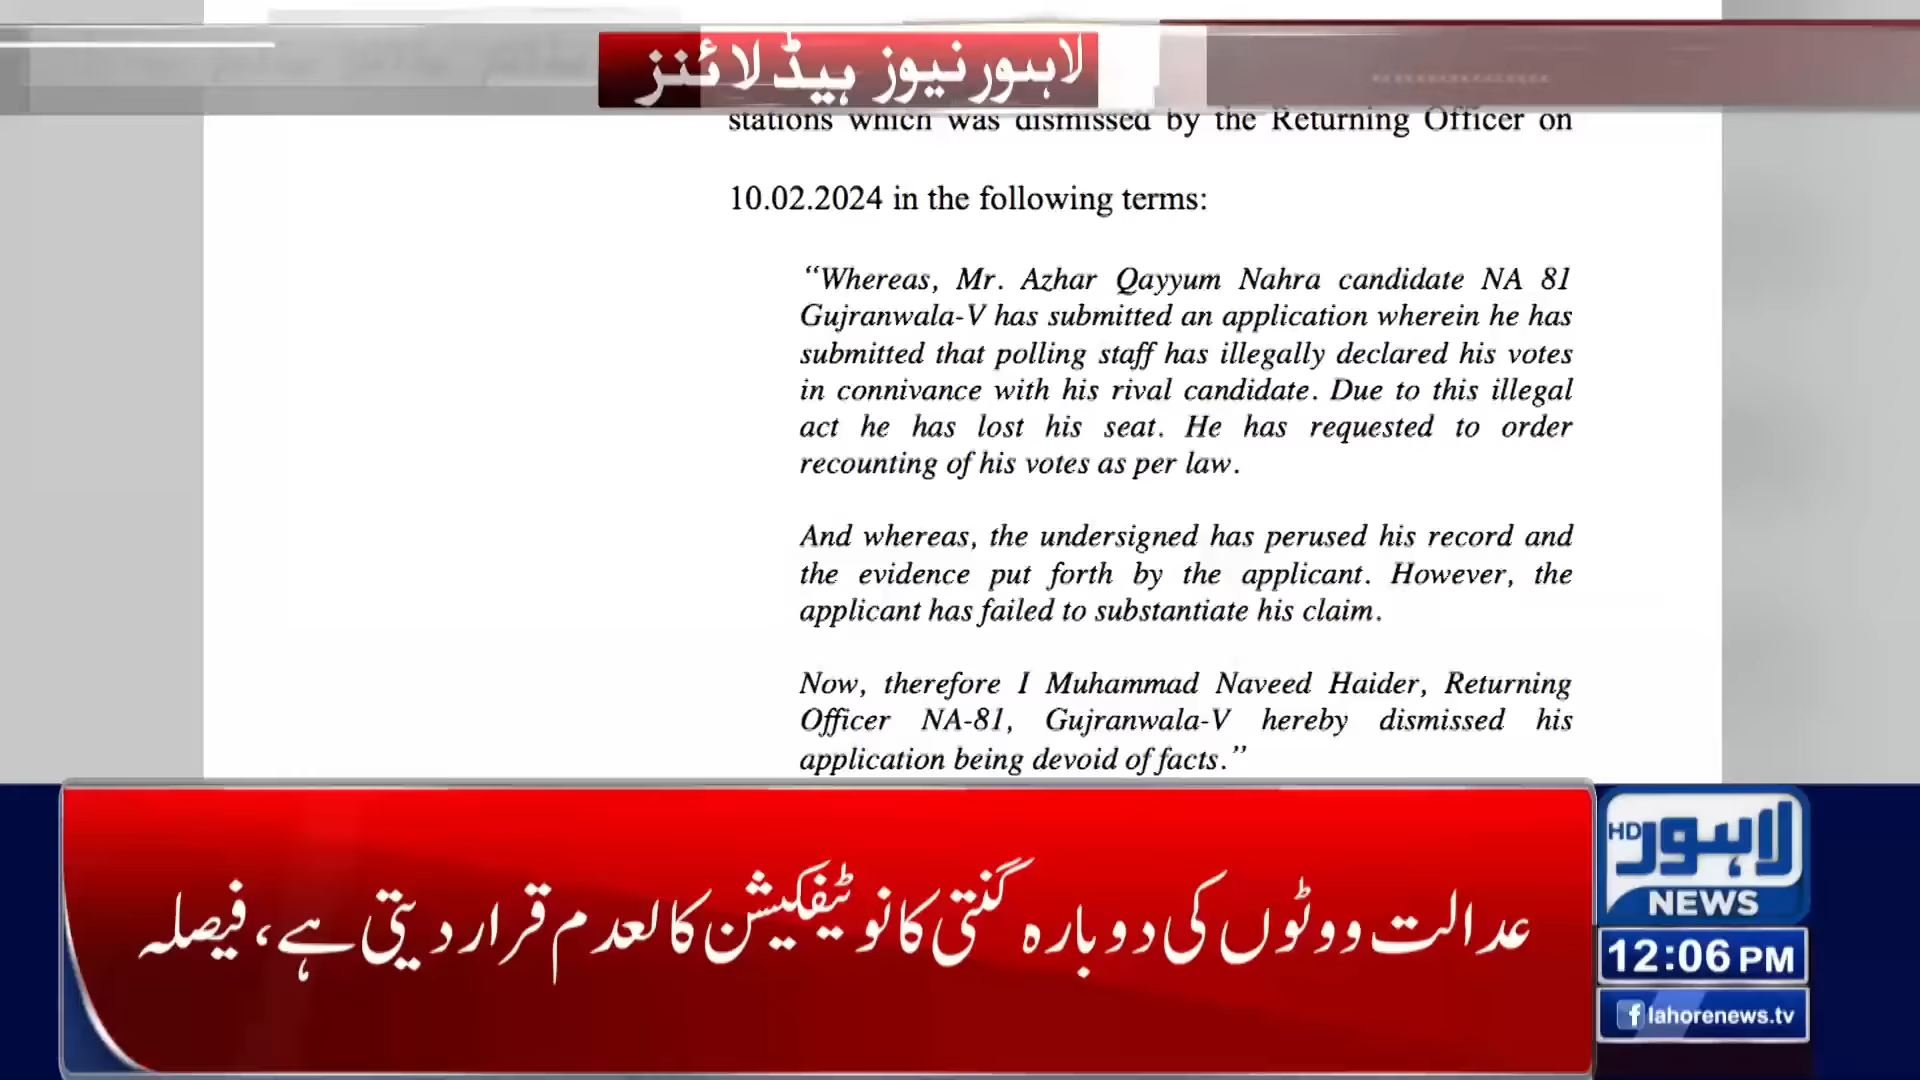 لاہور نیوز ہیڈ لائنز
stations which was dismissed by the Returning Officer on
10.02.2024 in the following terms:
“Whereas, Mr. Azhar Qayyum Nahra candidate NA 81
Gujranwala-V has submitted an application wherein he has
submitted that polling staff has illegally declared his votes
in connivance with his rival candidate. Due to this illegal
act he has lost his seat. He has requested to order
recounting of his votes as per law.
And whereas, the undersigned has perused his record and
the evidence put forth by the applicant. However, the
applicant has failed to substantiate his claim.
Now, therefore I Muhammad Naveed Haider, Returning
Officer NA-81, Gujranwala-V hereby dismissed his
application being devoid of facts.”
عدالت ووٹوں کی دوبارہ گنتی کا نوٹیفکیشن کالعدم قرار دیتی ہے، فیصلہ
لاہور HD
NEWS
12:06 PM
lahorenews.tv